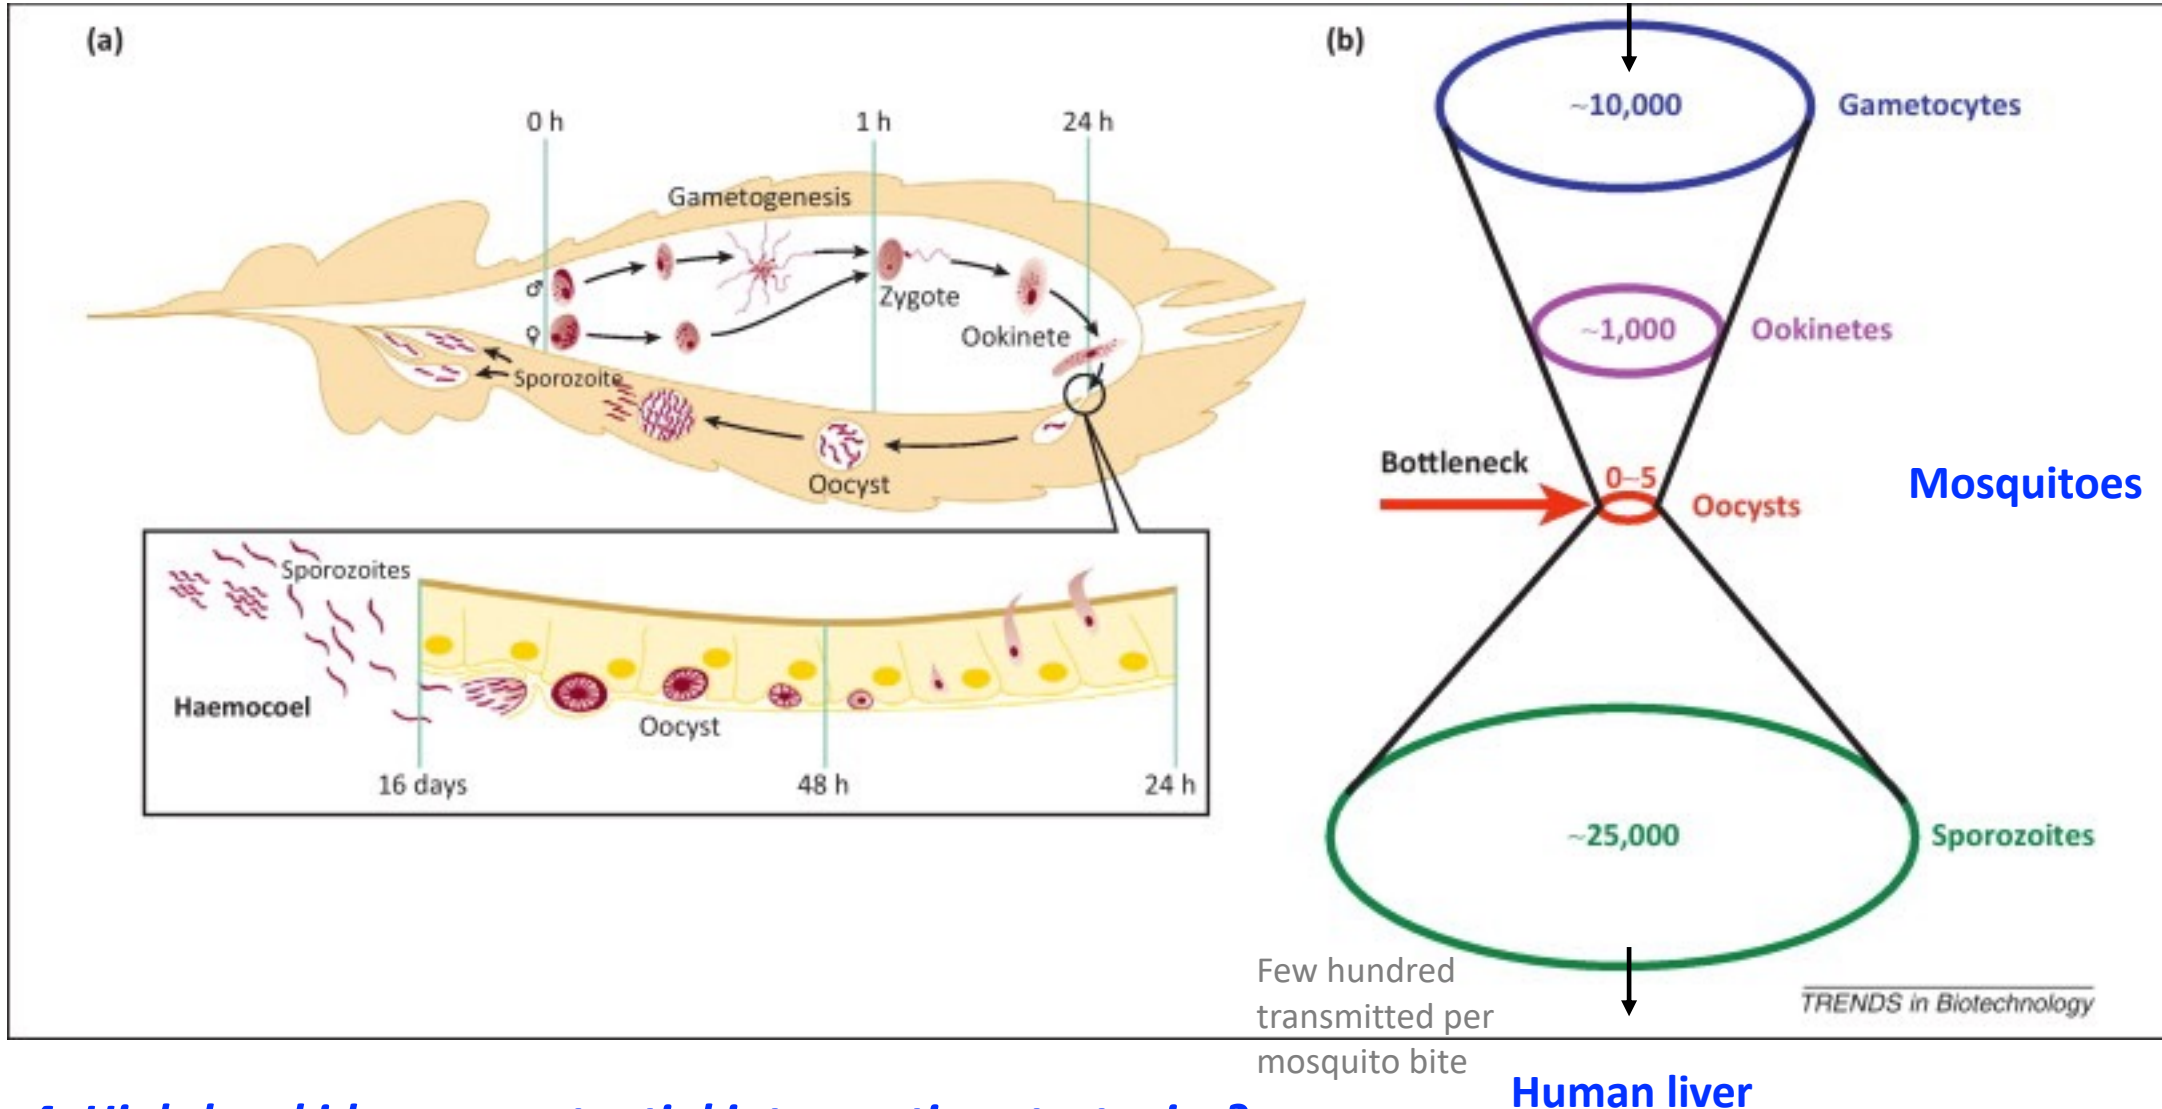 (a)
0 h
1 h
24 h
Gametogenesis
♂
Zygote
♀
Ookinete
Sporozoite
Oocyst
Sporozoites
Haemocoel
Oocyst
16 days
48 h
24 h
(b)
~10,000
Gametocytes
~1,000
Ookinetes
Bottleneck
0–5
Oocysts
Mosquitoes
~25,000
Sporozoites
Few hundred
transmitted per
mosquito bite
TRENDS in Biotechnology
Human liver